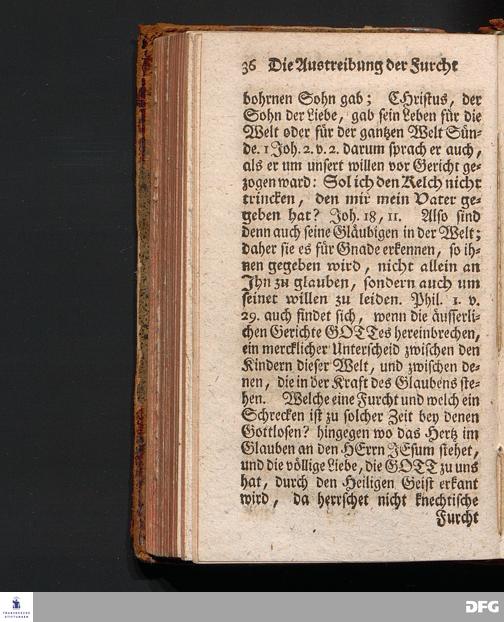 36 Die Austreibung der Furcht
bohrnen Sohn gab; CHristus, der
Sohn der Liebe, gab sein Leben für die
Welt oder für der gantzen Welt Sün-
de. 1 Joh. 2. v. 2. darum sprach er auch,
als er um unsert willen vor Gericht ge-
zogen ward: Sol ich den Kelch nicht
trincken, den mir mein Vater ge-
geben hat? Joh. 18, 11. Also sind
denn auch seine Gläubigen in der Welt;
daher sie es für Gnade erkennen, so ih-
nen gegeben wird, nicht allein an
Jhn zu glauben, sondern auch um
seinet willen zu leiden. Phil. 1. v.
29. auch findet sich, wenn die äusserli-
chen Gerichte GOTTes hereinbrechen,
ein mercklicher Unterscheid zwischen den
Kindern dieser Welt, und zwischen de-
nen, die in der Kraft des Glaubens ste-
hen. Welche eine Furcht und welch ein
Schrecken ist zu solcher Zeit bey denen
Gottlosen? hingegen wo das Hertz im
Glauben an den HErrn JEsum stehet,
und die völlige Liebe, die GOTT zu uns
hat, durch den Heiligen Geist erkant
wird, da herrschet nicht knechtische
Furcht
FRANCKESCHE
STIFTUNGEN
DFG